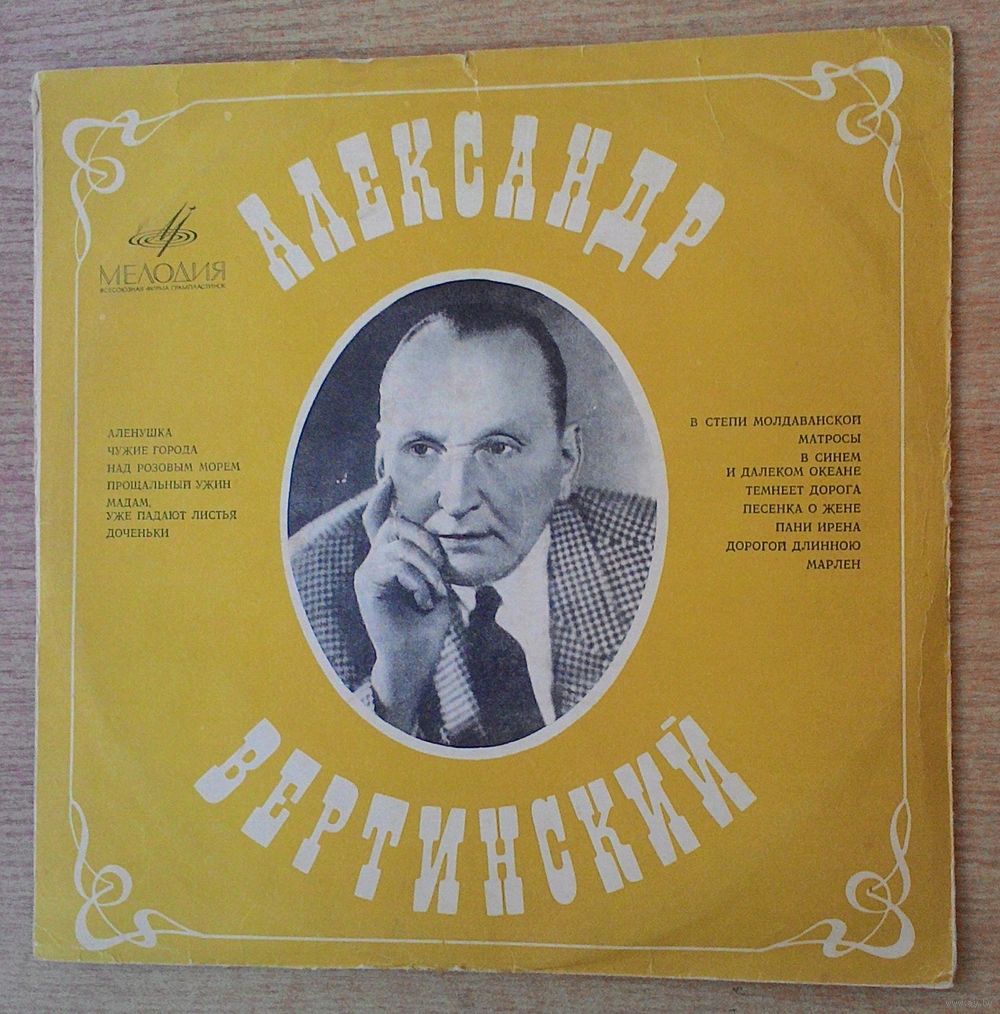 АЛЕКСАНДР
МЕЛОДИЯ
ВСЕСОЮЗНАЯ ФИРМА ГРАМПЛАСТИНОК
АЛЕНУШКА
ЧУЖИЕ ГОРОДА
НАД РОЗОВЫМ МОРЕМ
ПРОЩАЛЬНЫЙ УЖИН
МАДАМ,
УЖЕ ПАДАЮТ ЛИСТЬЯ
ДОЧЕНЬКИ
В СТЕПИ МОЛДАВАНСКОЙ
МАТРОСЫ
В СИНЕМ
И ДАЛЕКОМ ОКЕАНЕ
ТЕМНЕЕТ ДОРОГА
ПЕСЕНКА О ЖЕНЕ
ПАНИ ИРЕНА
ДОРОГОЙ ДЛИННОЮ
МАРЛЕН
ВЕРТИНСКИЙ